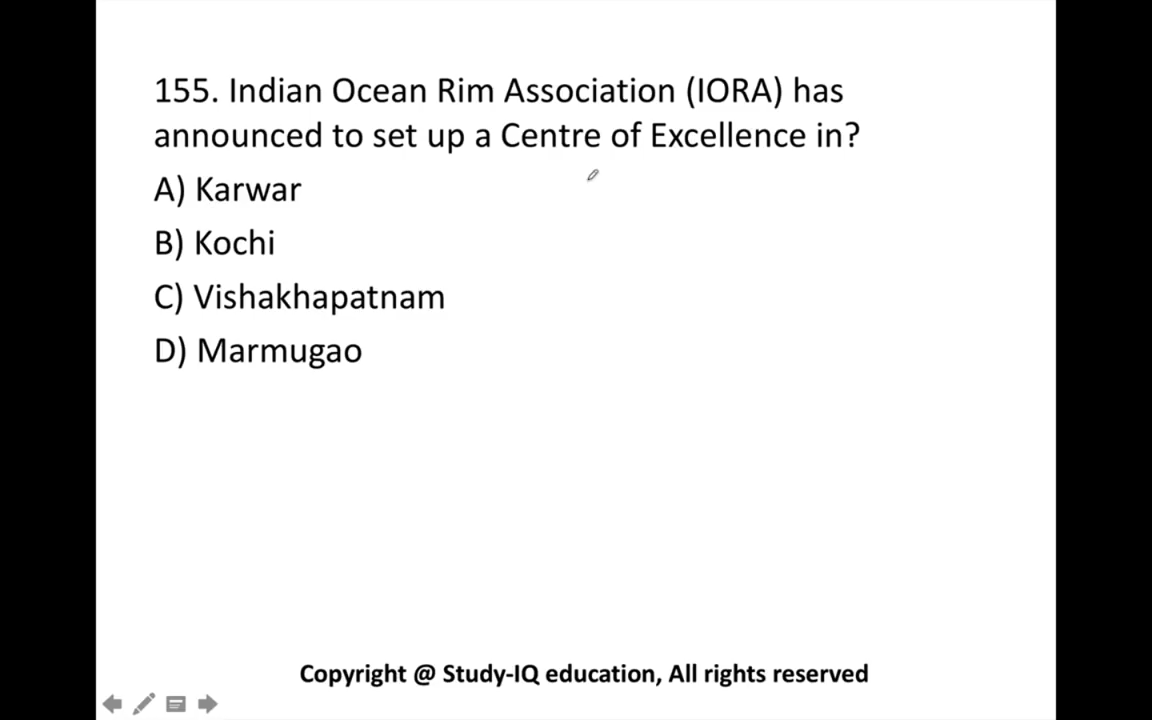 155. Indian Ocean Rim Association (IORA) has
announced to set up a Centre of Excellence in?
A) Karwar
B) Kochi
C) Vishakhapatnam
D) Marmugao
Copyright @ Study-IQ education, All rights reserved